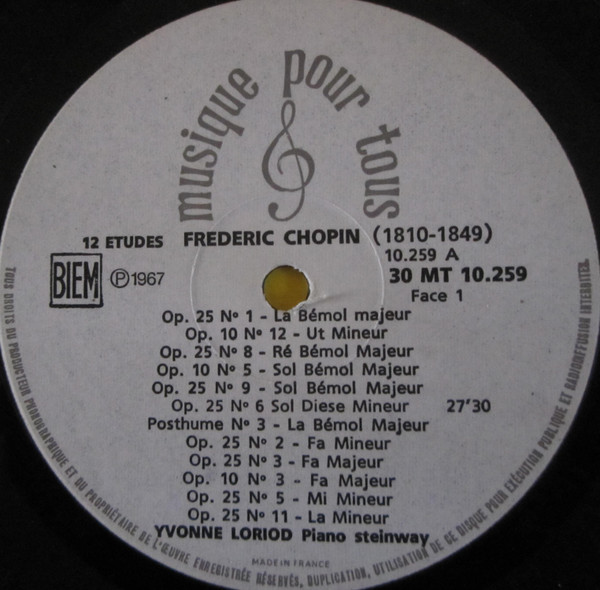 musique pour tous
12 ETUDES FREDERIC CHOPIN (1810-1849)
10.259 A
BIEM ℗1967 30 MT 10.259
Face 1
Op. 25 Nº 1 - La Bémol majeur
Op. 10 Nº 12 - Ut Mineur
Op. 25 Nº 8 - Ré Bémol Majeur
Op. 10 Nº 5 - Sol Bémol Majeur
Op. 25 Nº 9 - Sol Bémol Majeur
Op. 25 Nº 6 Sol Diese Mineur 27'30
Posthume Nº 3 - La Bémol Majeur
Op. 25 Nº 2 - Fa Mineur
Op. 25 Nº 3 - Fa Majeur
Op. 10 Nº 3 - Fa Majeur
Op. 25 Nº 5 - Mi Mineur
Op. 25 Nº 11 - La Mineur
YVONNE LORIOD Piano steinway
MADE IN FRANCE
TOUS DROITS DU PRODUCTEUR PHONOGRAPHIQUE ET DU PROPRIÉTAIRE DE L'ŒUVRE ENREGISTRÉE RÉSERVÉS, DUPLICATION, UTILISATION DE CE DISQUE POUR EXÉCUTION PUBLIQUE ET RADIODIFFUSION INTERDITES.